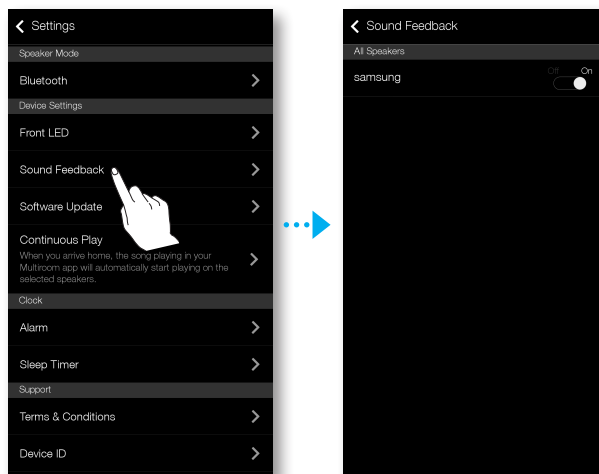 Settings
Speaker Mode
Bluetooth
Device Settings
Front LED
Sound Feedback
Software Update
Continuous Play
When you arrive home, the song playing in your
Multiroom app will automatically start playing on the
selected speakers.
Clock
Alarm
Sleep Timer
Support
Terms & Conditions
Device ID
Sound Feedback
All Speakers
samsung
Off On